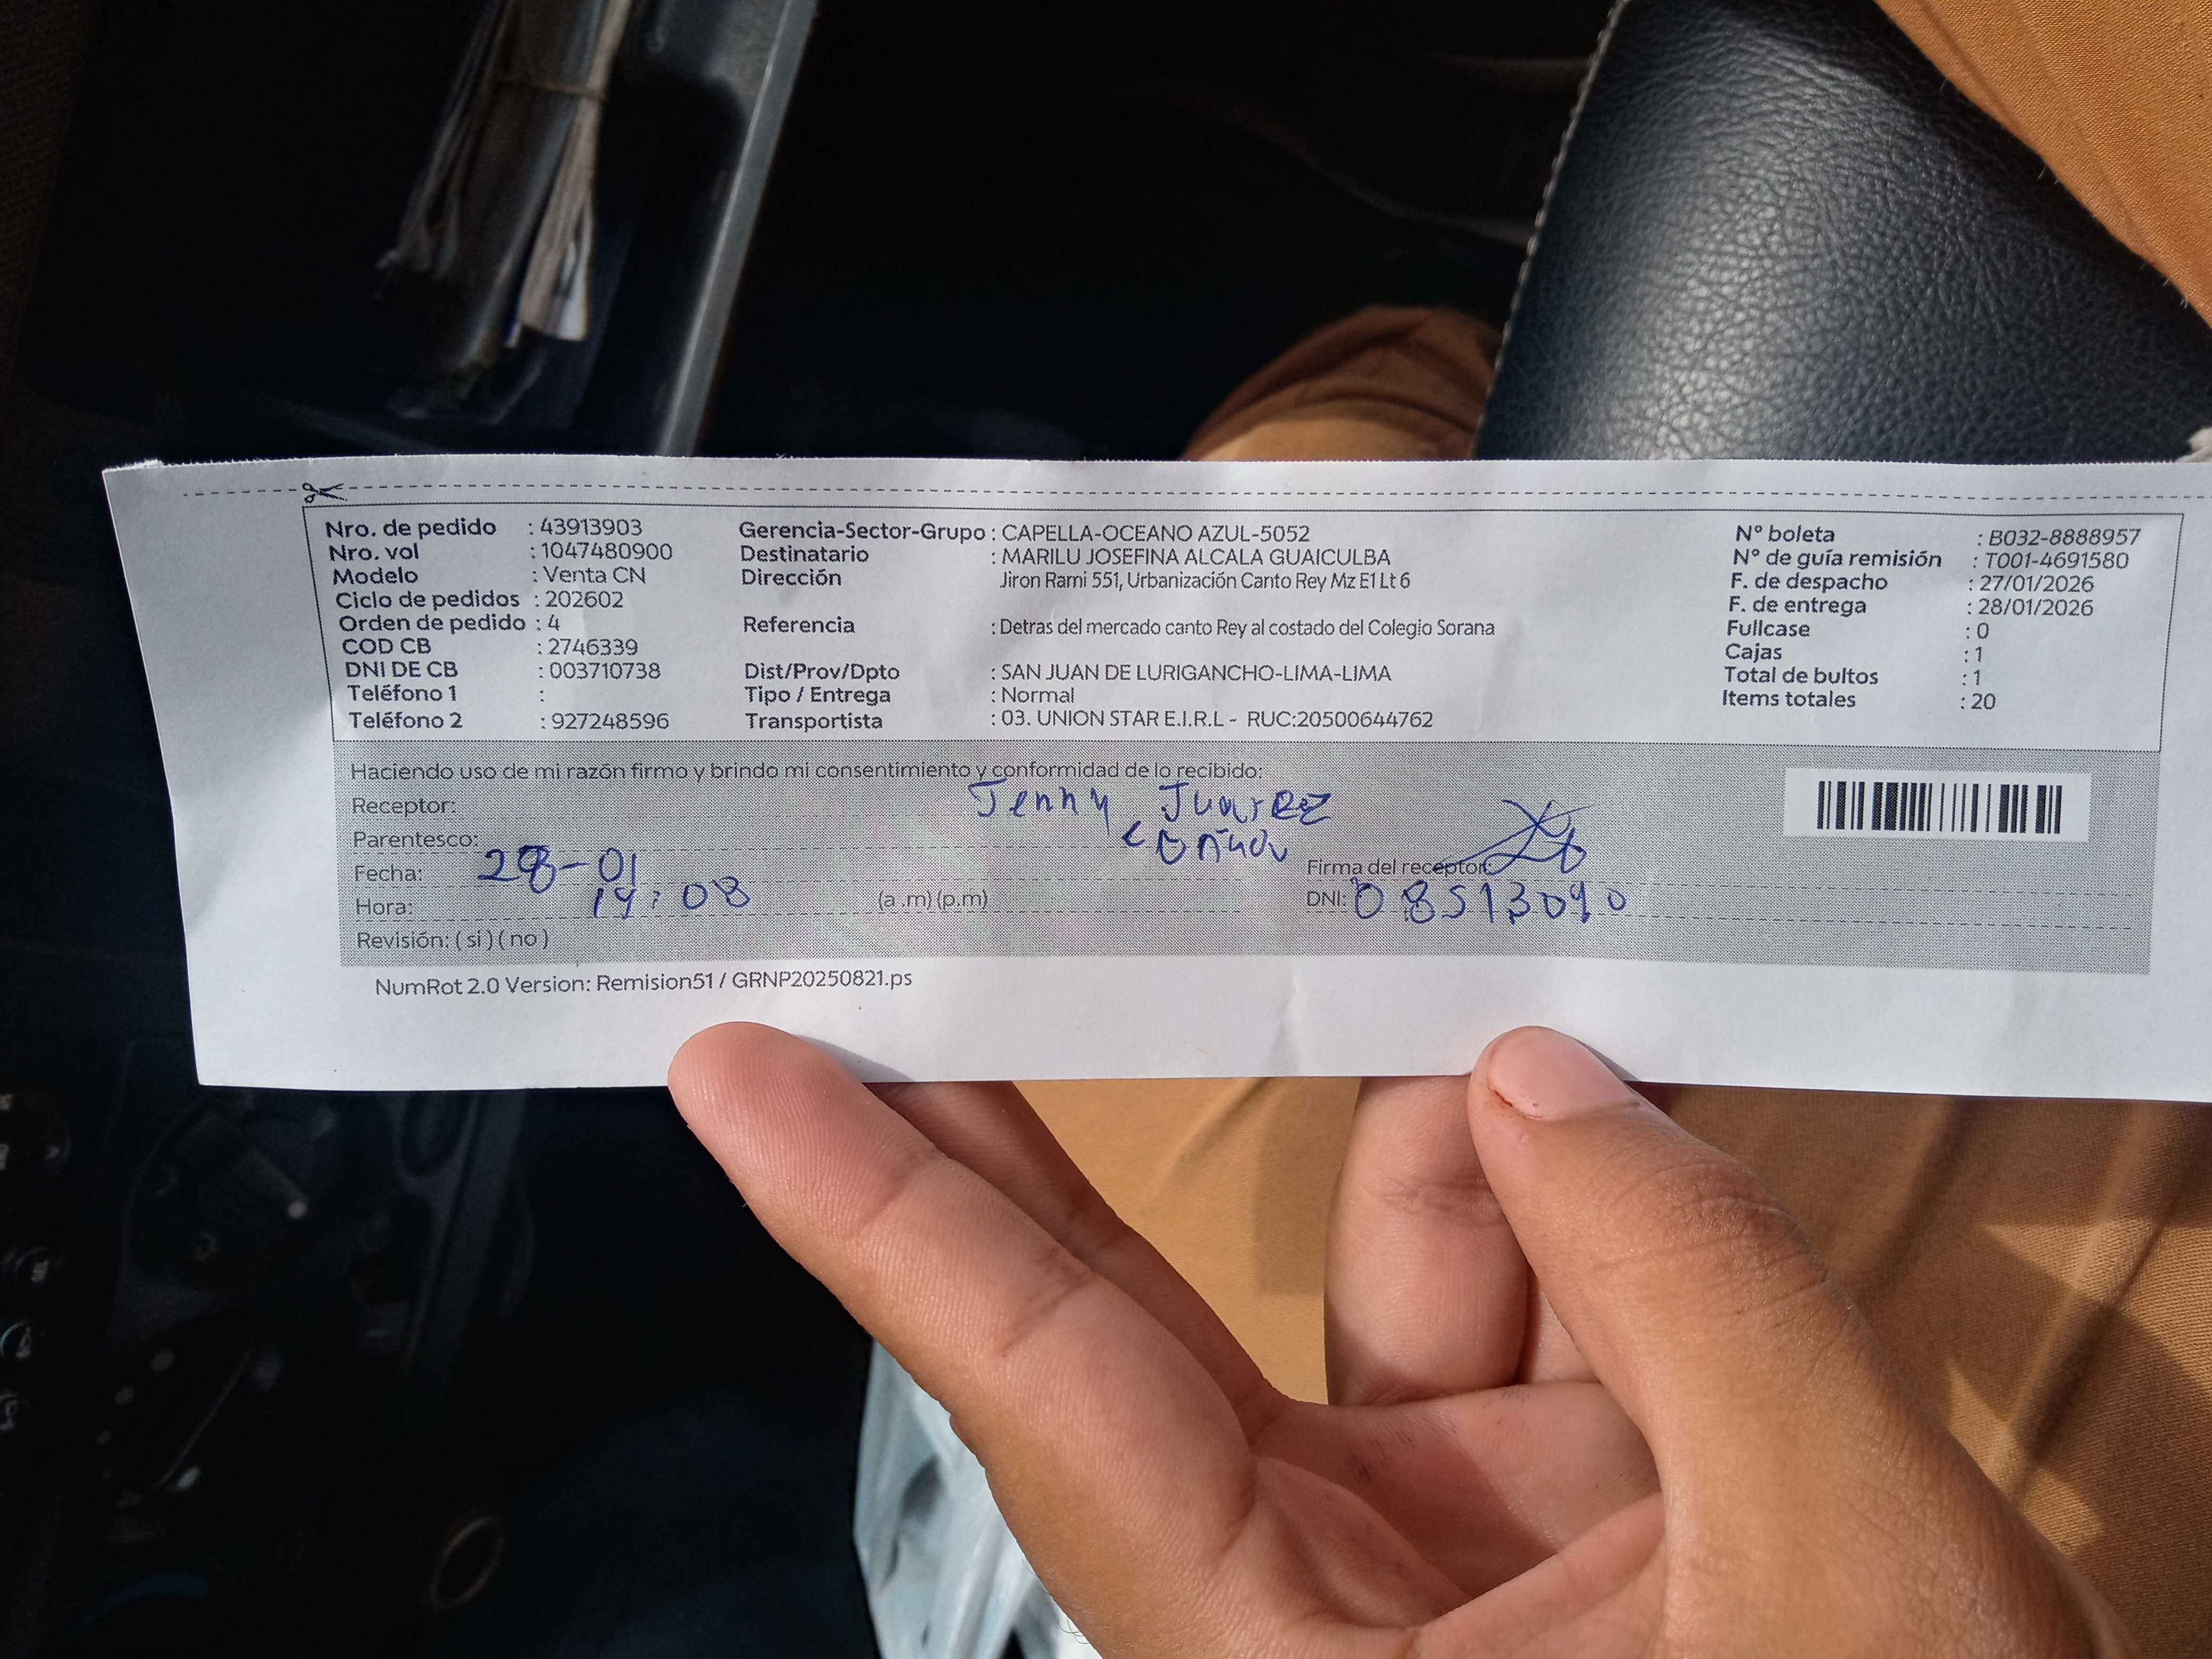 Nro. de pedido : 43913903
Nro. vol : 1047480900
Modelo : Venta CN
Ciclo de pedidos : 202602
Orden de pedido : 4
COD CB : 2746339
DNI DE CB : 003710738
Teléfono 1 :
Teléfono 2 : 927248596
Gerencia-Sector-Grupo : CAPELLA-OCEANO AZUL-5052
Destinatario : MARILU JOSEFINA ALCALA GUAICULBA
Dirección Jiron Rami 551, Urbanización Canto Rey Mz E1 Lt 6
Referencia : Detras del mercado canto Rey al costado del Colegio Sorana
Dist/Prov/Dpto : SAN JUAN DE LURIGANCHO-LIMA-LIMA
Tipo / Entrega : Normal
Transportista : 03. UNION STAR E.I.R.L - RUC:20500644762
N° boleta : B032-8888957
N° de guía remisión : T001-4691580
F. de despacho : 27/01/2026
F. de entrega : 28/01/2026
Fullcase : 0
Cajas : 1
Total de bultos : 1
Items totales : 20
Haciendo uso de mi razón firmo y brindo mi consentimiento y conformidad de lo recibido:
Receptor: Jenny Juarez
Parentesco:
Fecha: 28-01
Firma del receptor:
Hora: 14:08 (a .m) (p.m)
DNI: 08513090
Revisión: ( si ) ( no )
NumRot 2.0 Version: Remision51 / GRNP20250821.ps